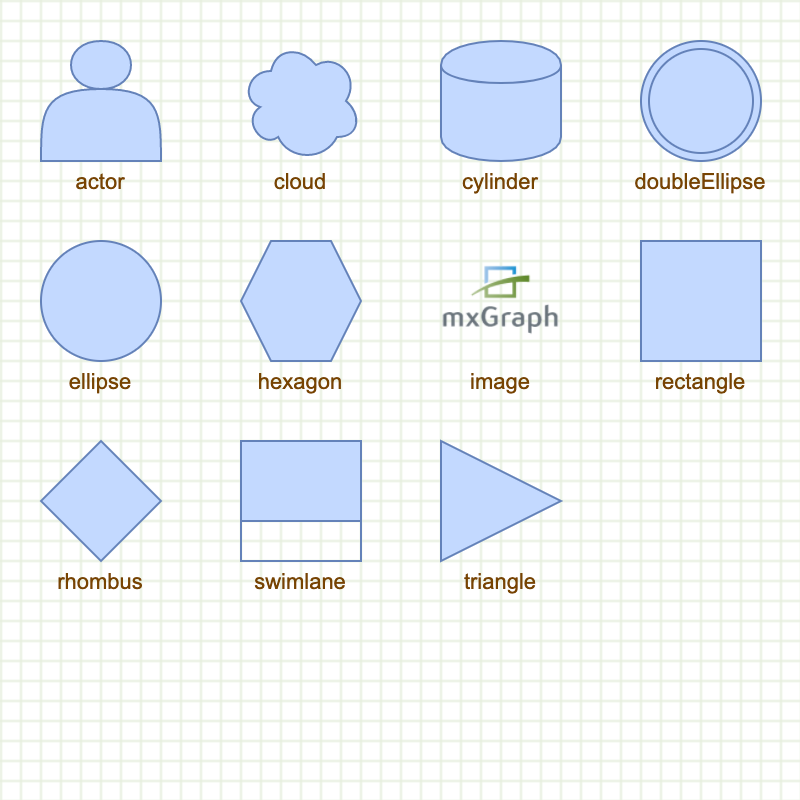 actor
cloud
cylinder
doubleEllipse
mxGraph
ellipse
hexagon
image
rectangle
rhombus
swimlane
triangle